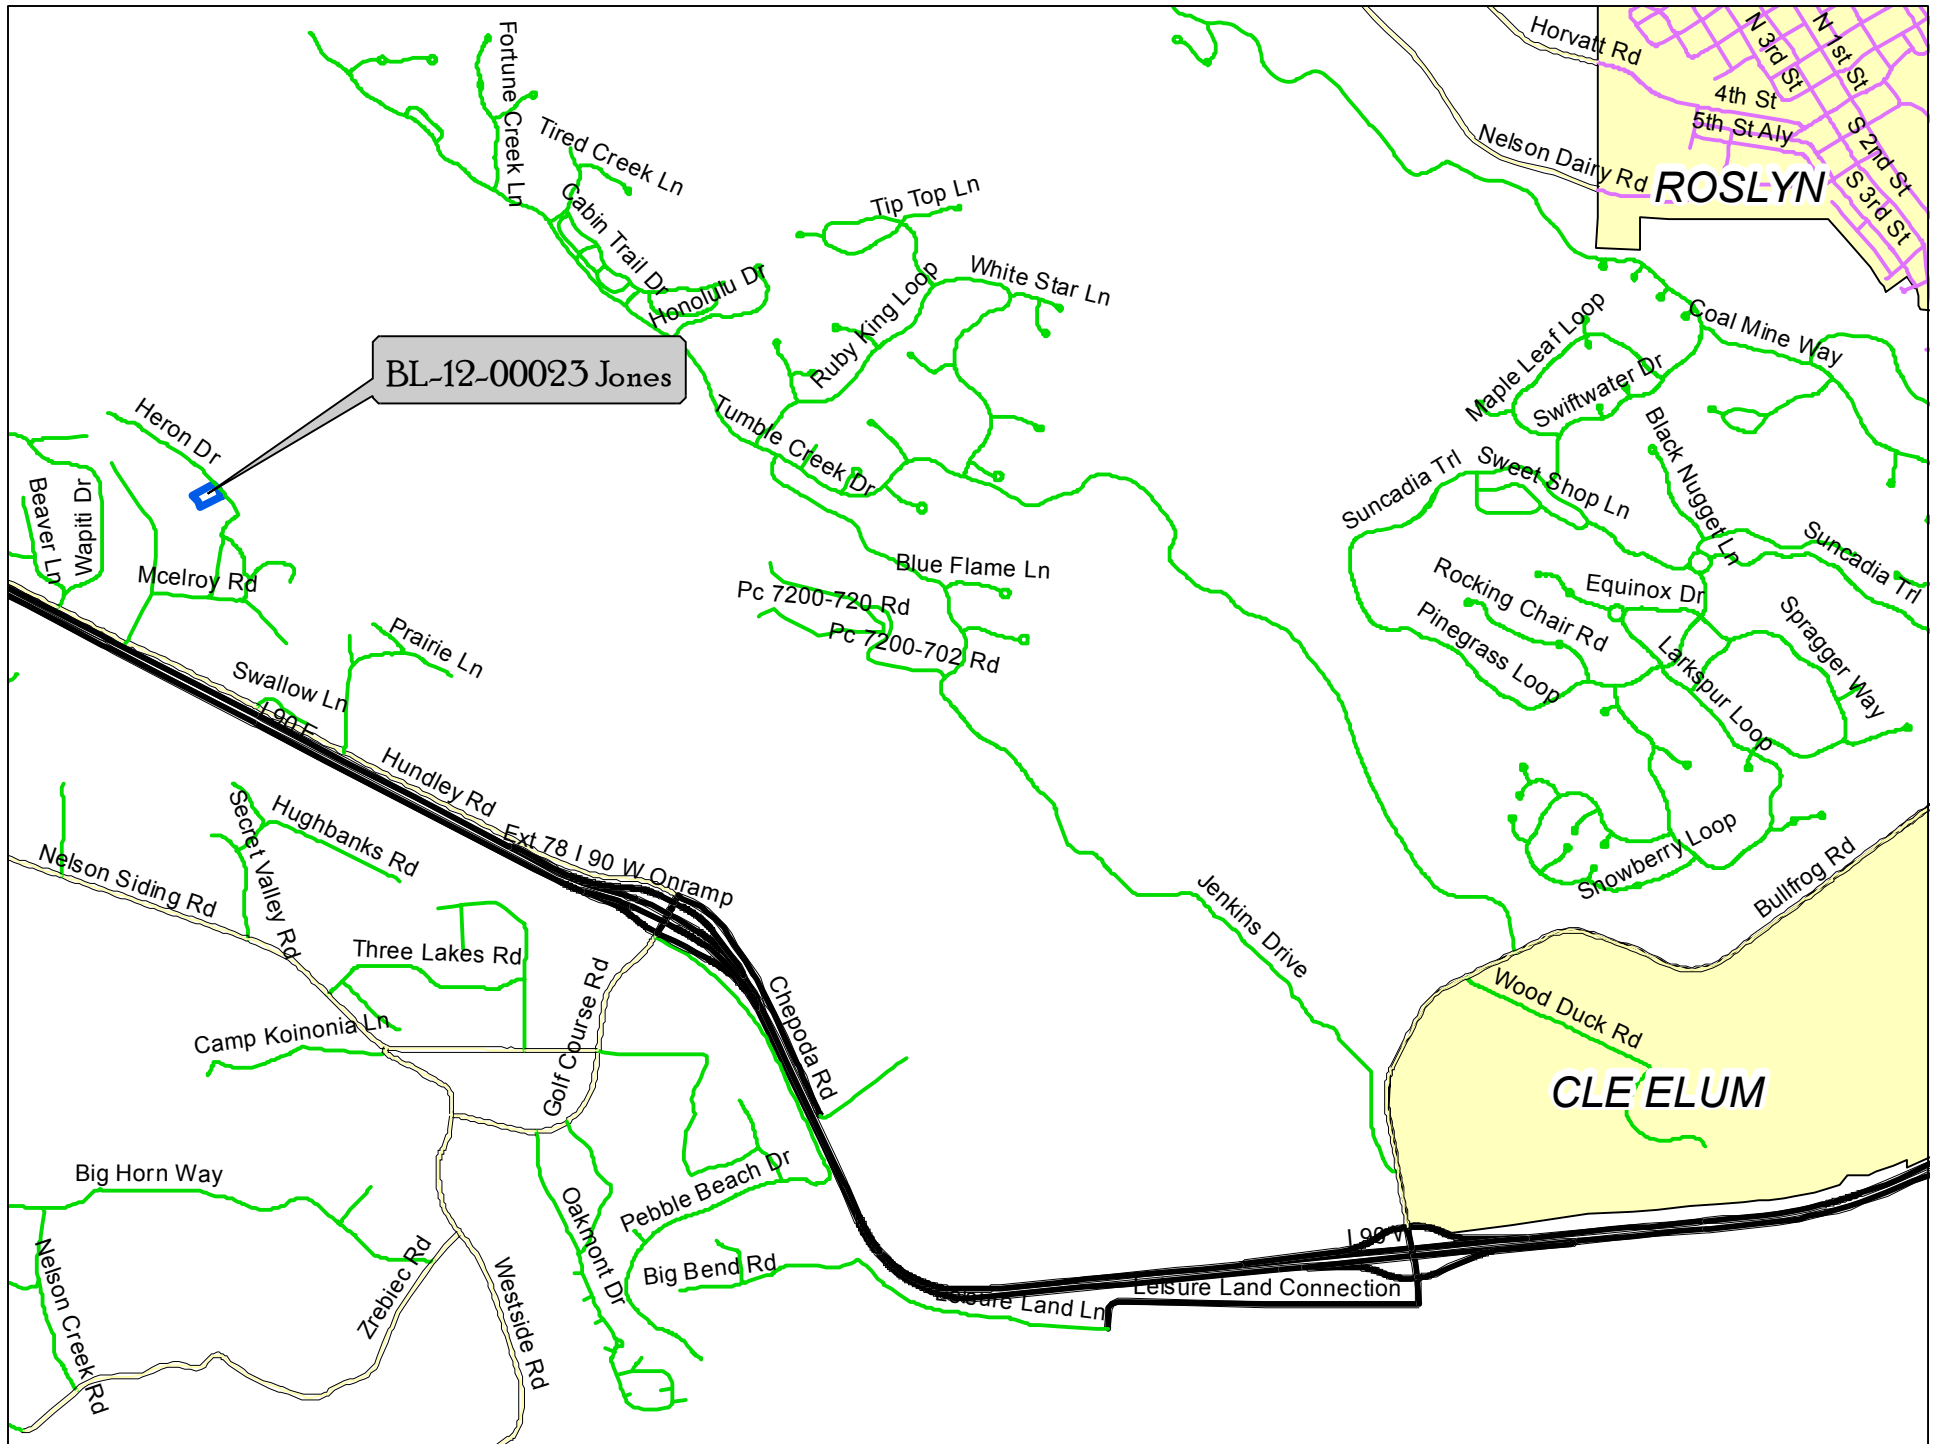 Horvatt Rd
N 3rd St
N 1st St
4th St
5th St Aly
S 2nd St
Nelson Dairy Rd
ROSLYN
S 3rd St
Fortune Creek Ln
Tired Creek Ln
Cabin Trail Dr
Honolulu Dr
Tip Top Ln
White Star Ln
Ruby King Loop
Tumble Creek Dr
BL-12-00023 Jones
Heron Dr
Beaver Ln
Wapiti Dr
Mcelroy Rd
Prairie Ln
Swallow Ln
I 90 E
Hundley Rd
Ext 78 I 90 W Onramp
Coal Mine Way
Maple Leaf Loop
Swiftwater Dr
Black Nugget Ln
Suncadia Trl
Sweet Shop Ln
Suncadia Trl
Equinox Dr
Rocking Chair Rd
Pinegrass Loop
Larkspur Loop
Spragger Way
Snowberry Loop
Bullfrog Rd
Blue Flame Ln
Pc 7200-720 Rd
Pc 7200-702 Rd
Jenkins Drive
Secret Valley Rd
Hughbanks Rd
Nelson Siding Rd
Three Lakes Rd
Camp Koinonia Ln
Golf Course Rd
Chepoda Rd
Wood Duck Rd
CLE ELUM
Big Horn Way
Nelson Creek Rd
Zrebiec Rd
Westside Rd
Oakmont Dr
Pebble Beach Dr
Big Bend Rd
Leisure Land Ln
Leisure Land Connection
I 90 W